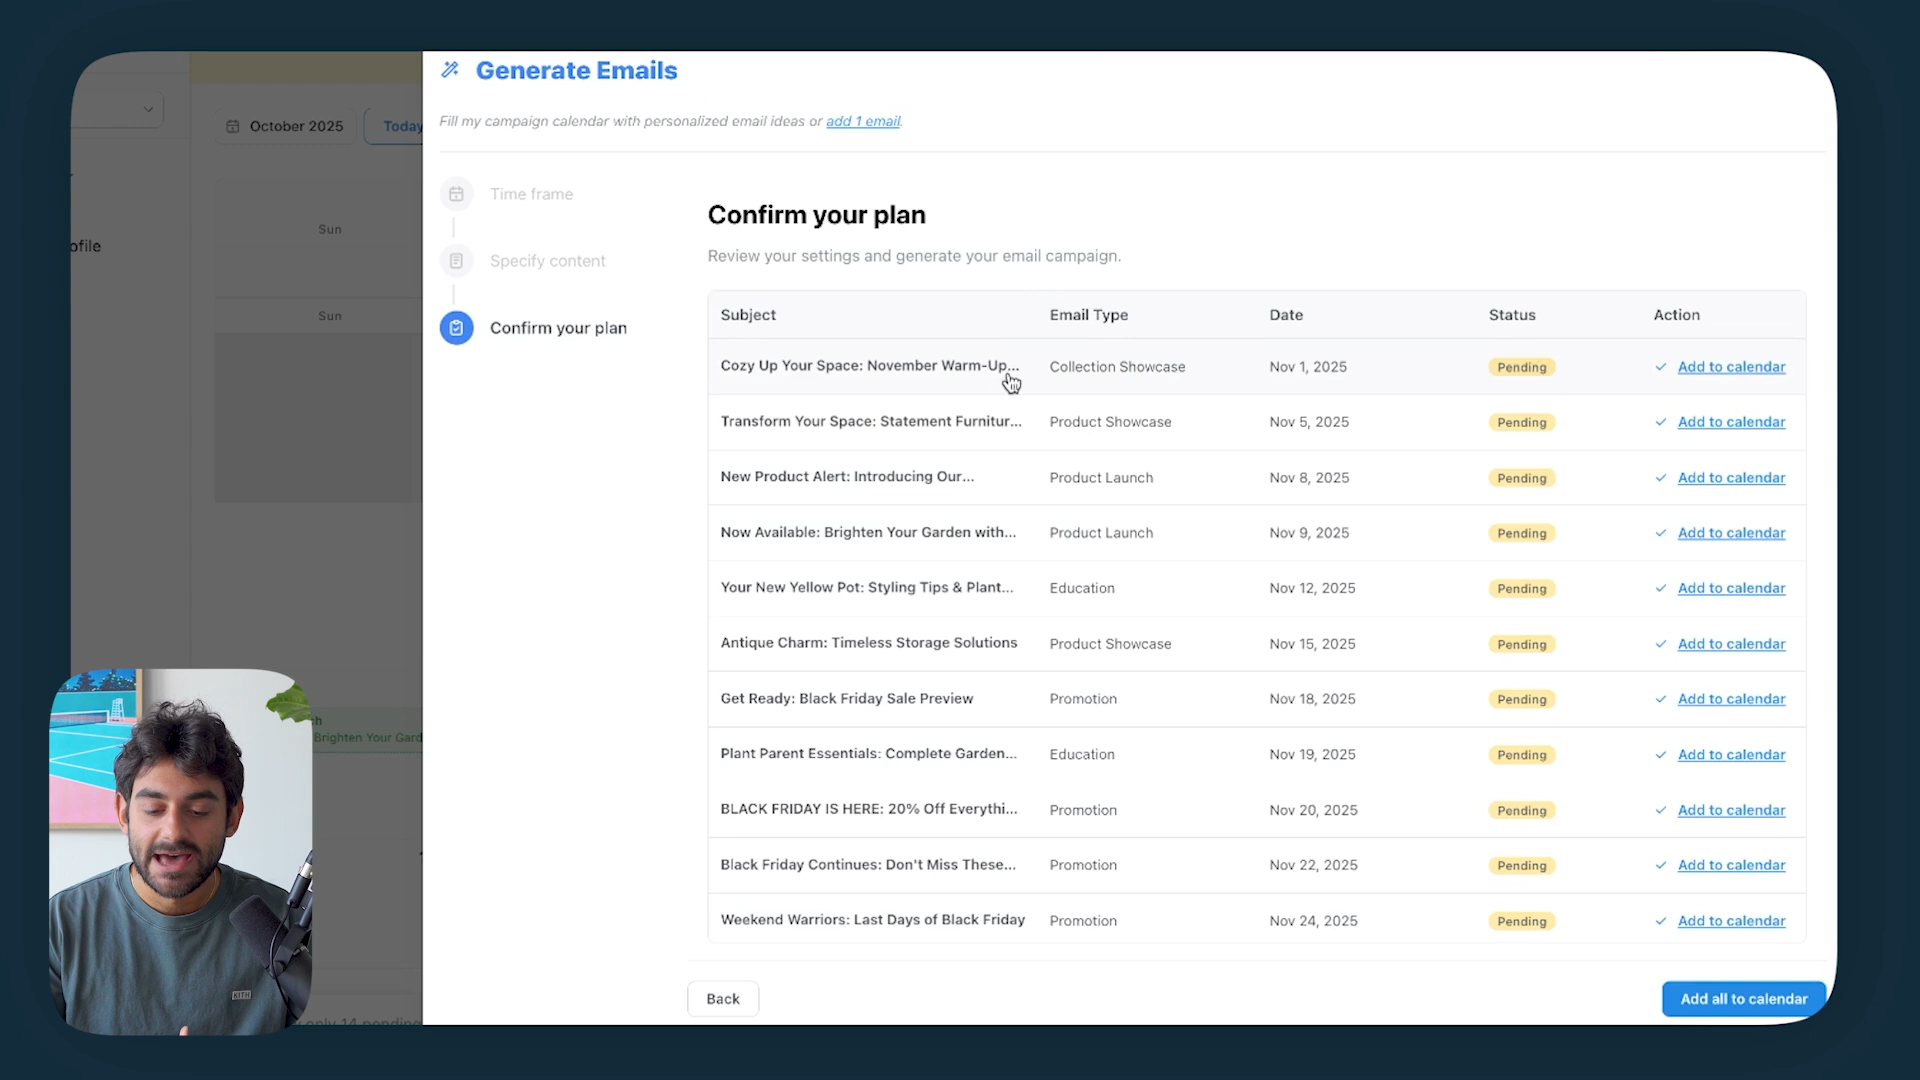 Generate Emails
Fill my campaign calendar with personalized email ideas or add 1 email.
October 2025
Today
Sun
ofile
Sun
Time frame
Specify content
Confirm your plan
Confirm your plan
Review your settings and generate your email campaign.
Subject Email Type Date Status Action
Cozy Up Your Space: November Warm-Up... Collection Showcase Nov 1, 2025 Pending Add to calendar
Transform Your Space: Statement Furnitur... Product Showcase Nov 5, 2025 Pending Add to calendar
New Product Alert: Introducing Our... Product Launch Nov 8, 2025 Pending Add to calendar
Now Available: Brighten Your Garden with... Product Launch Nov 9, 2025 Pending Add to calendar
Your New Yellow Pot: Styling Tips & Plant... Education Nov 12, 2025 Pending Add to calendar
Antique Charm: Timeless Storage Solutions Product Showcase Nov 15, 2025 Pending Add to calendar
Get Ready: Black Friday Sale Preview Promotion Nov 18, 2025 Pending Add to calendar
Plant Parent Essentials: Complete Garden... Education Nov 19, 2025 Pending Add to calendar
BLACK FRIDAY IS HERE: 20% Off Everythi... Promotion Nov 20, 2025 Pending Add to calendar
Black Friday Continues: Don't Miss These... Promotion Nov 22, 2025 Pending Add to calendar
Weekend Warriors: Last Days of Black Friday Promotion Nov 24, 2025 Pending Add to calendar
Back
Add all to calendar
ch
Brighten Your Gard
KITH
only 14 pending